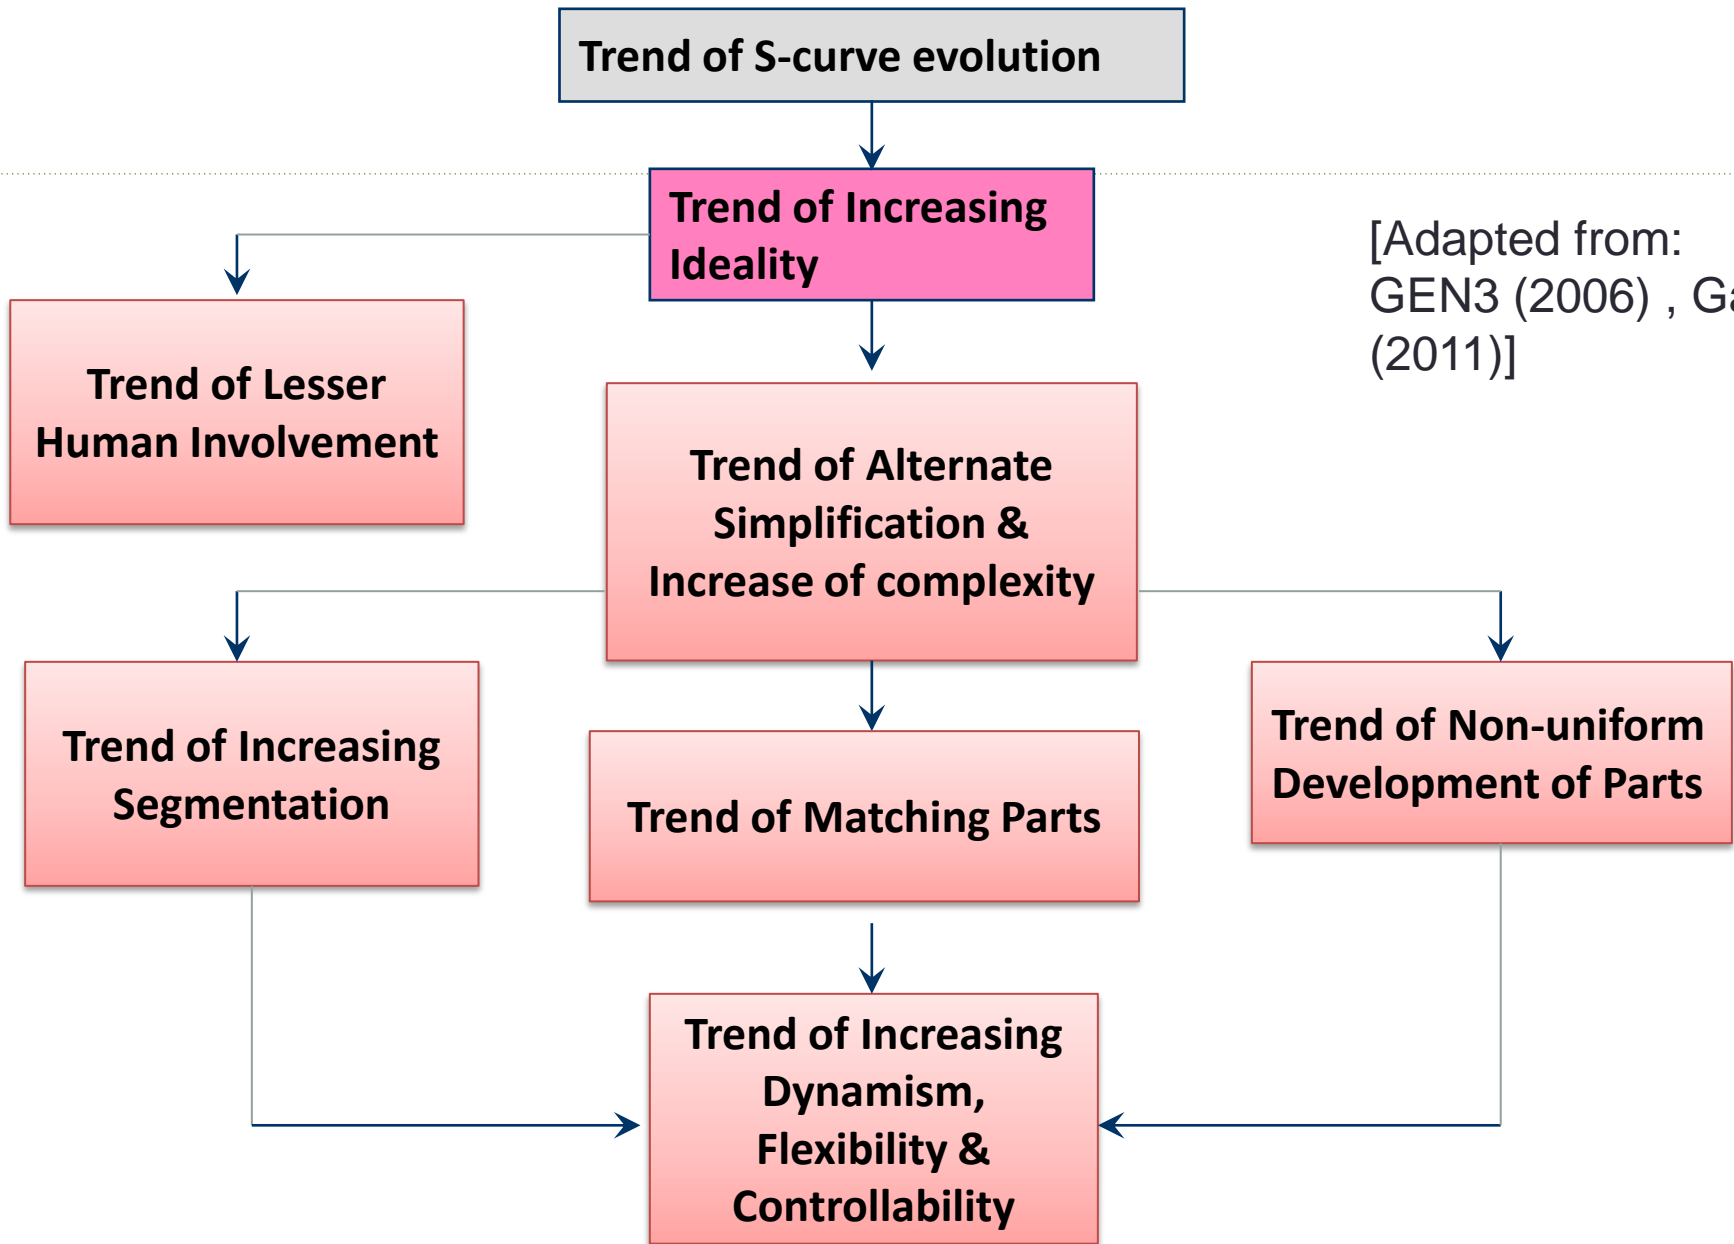 Trend of S-curve evolution
Trend of Increasing
Ideality
[Adapted from:
GEN3 (2006) ,
(2011)]
Trend of Lesser
Human Involvement
Trend of Alternate
Simplification &
Increase of complexity
Trend of Increasing
Segmentation
Trend of Matching Parts
Trend of Non-uniform
Development of Parts
Trend of Increasing
Dynamism,
Flexibility &
Controllability